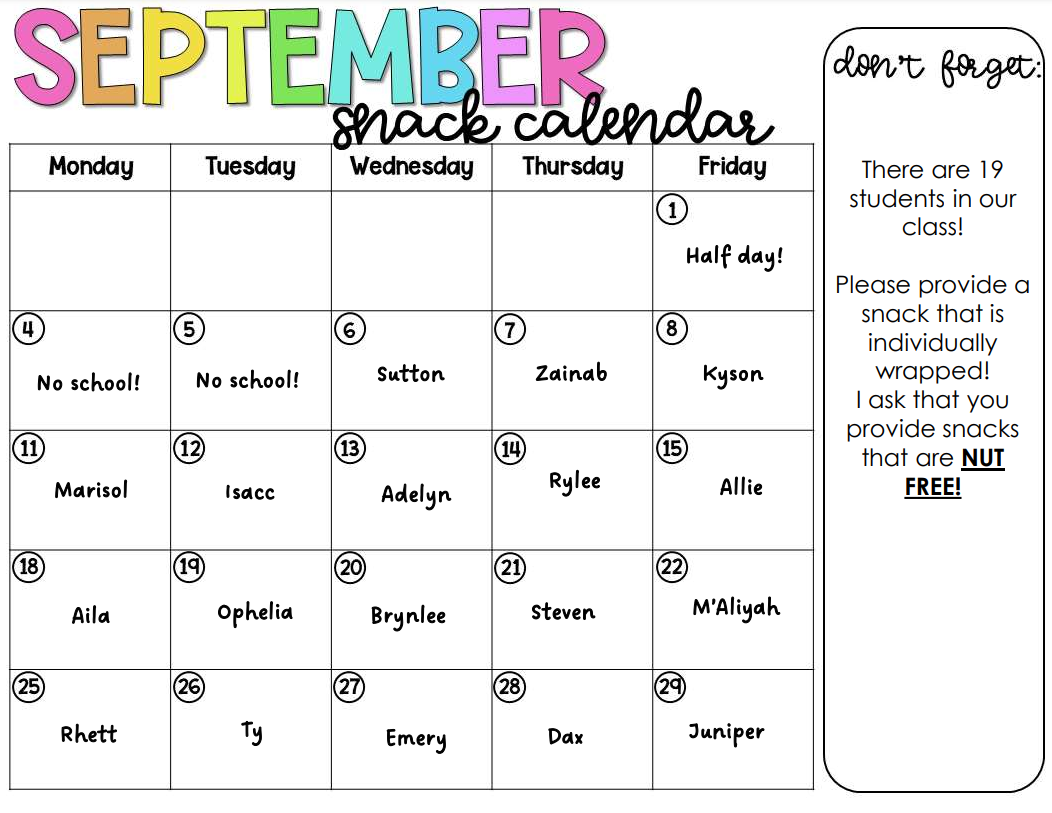 SEPTEMBER
snack calendar
Monday Tuesday Wednesday Thursday Friday
1
Half day!
4 5 6 7 8
No school! No school! Sutton Zainab Kyson
11 12 13 14 15
Marisol Isacc Adelyn Rylee Allie
18 19 20 21 22
Aila Ophelia Brynlee Steven M'Aliyah
25 26 27 28 29
Rhett Ty Emery Dax Juniper
don't forget:
There are 19
students in our
class!
Please provide a
snack that is
individually
wrapped!
I ask that you
provide snacks
that are NUT
FREE!